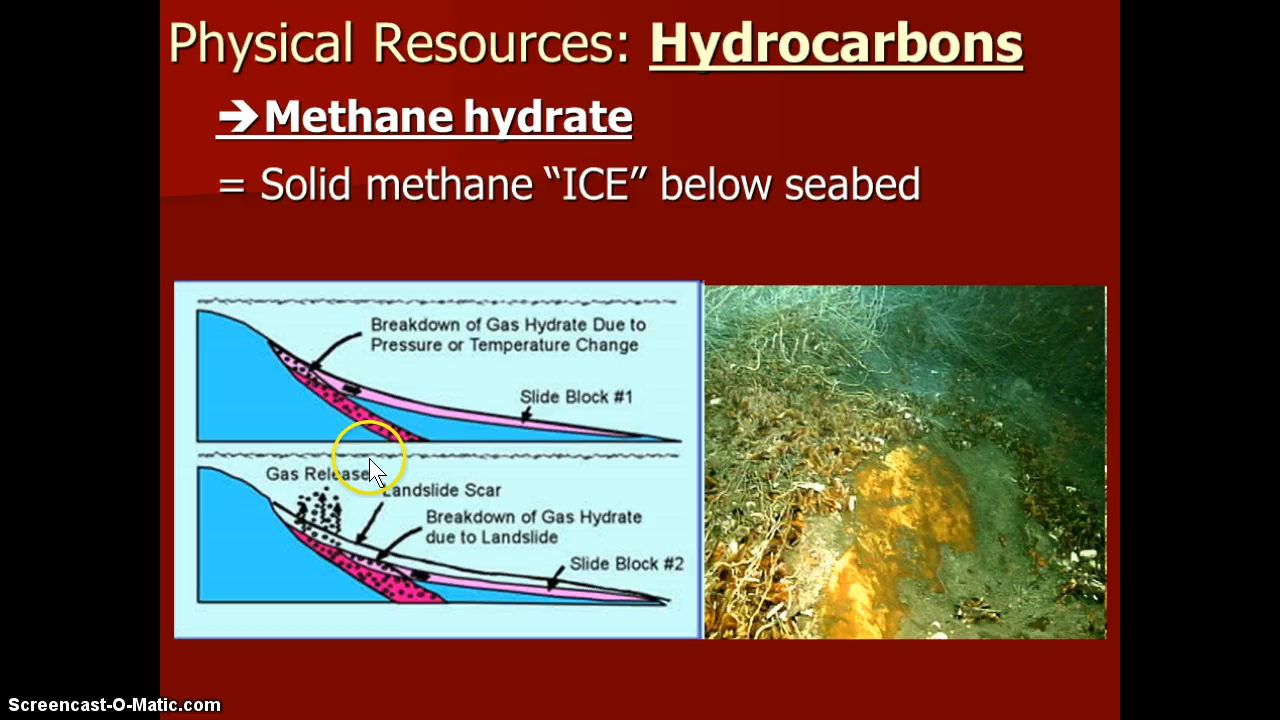 Physical Resources: Hydrocarbons
➔Methane hydrate
= Solid methane “ICE” below seabed
Breakdown of Gas Hydrate Due to
Pressure or Temperature Change
Slide Block #1
Gas Release
Landslide Scar
Breakdown of Gas Hydrate
due to Landslide
Slide Block #2
Screencast-O-Matic.com